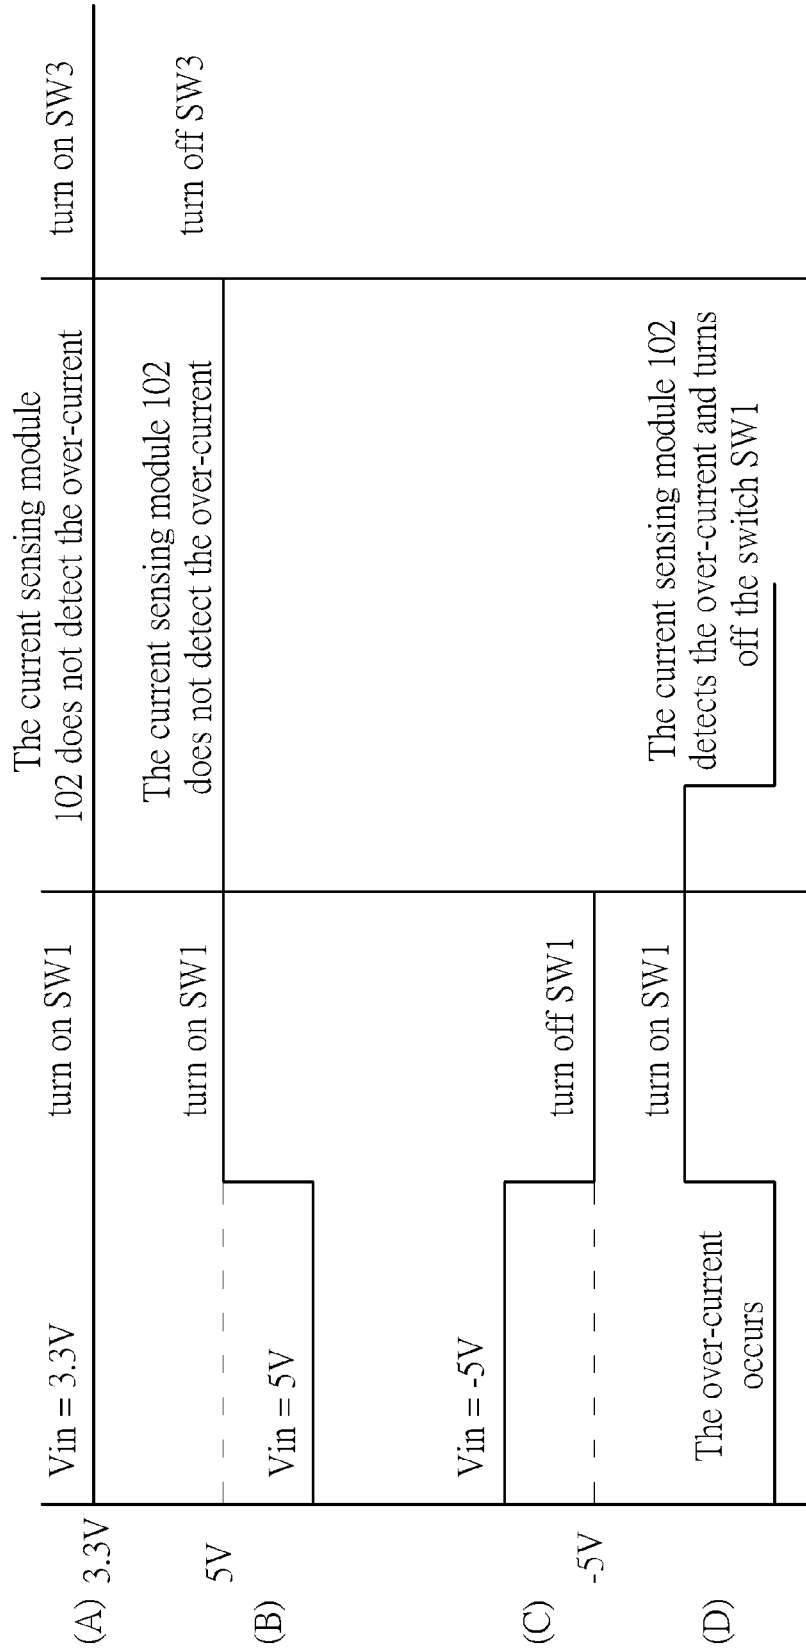 (A) 3.3V
Vin = 3.3V
turn on SW1
The current sensing module
102 does not detect the over-current
turn on SW3
5V
(B)
Vin = 5V
turn on SW1
The current sensing module 102
does not detect the over-current
turn off SW3
(C)
-5V
Vin = -5V
turn off SW1
(D)
The over-current
occurs
turn on SW1
The current sensing module 102
detects the over-current and turns
off the switch SW1